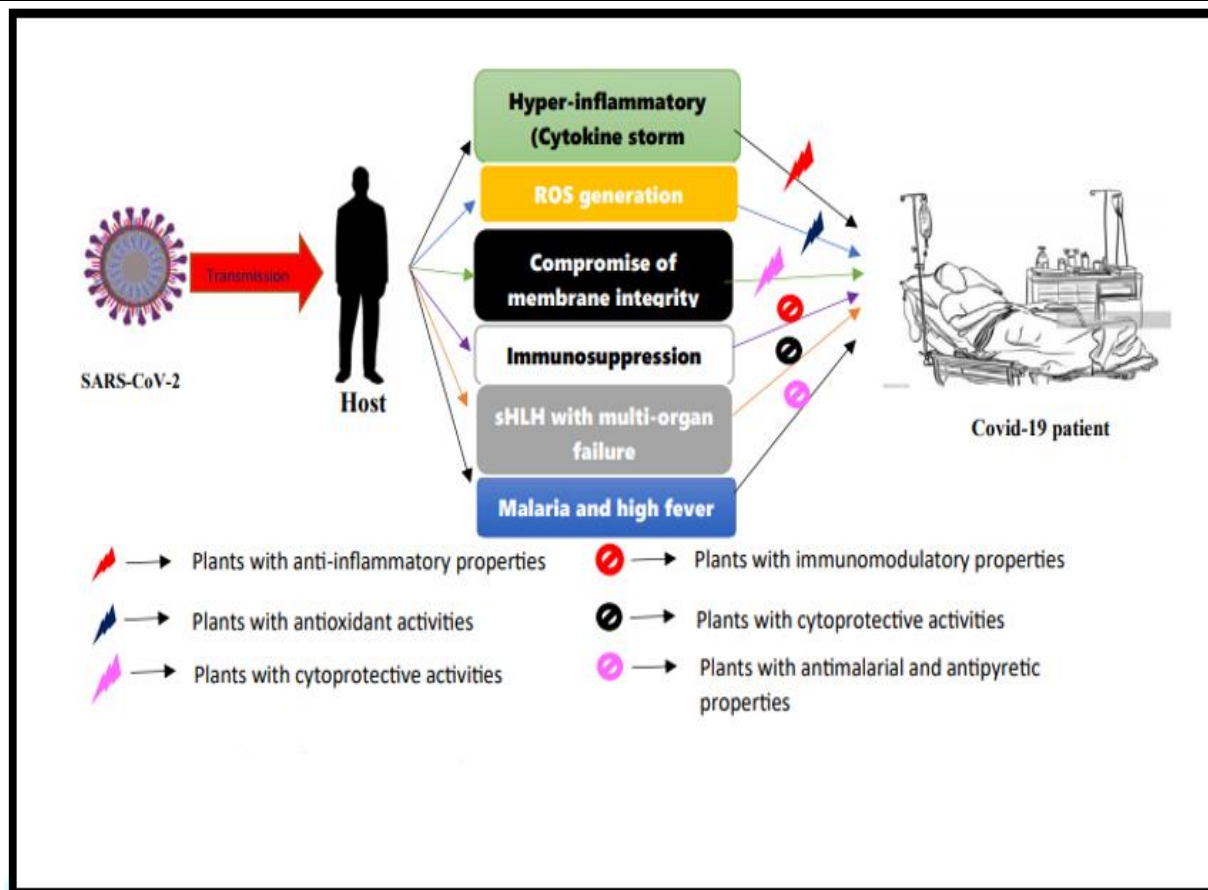 Hyper-inflammatory
(Cytokine storm
ROS generation
Transmission
Compromise of
membrane integrity
SARS-CoV-2
Host
Immunosuppression
sHLH with multi-organ
failure
Covid-19 patient
Malaria and high fever
Plants with anti-inflammatory properties
Plants with immunomodulatory properties
Plants with antioxidant activities
Plants with cytoprotective activities
Plants with cytoprotective activities
Plants with antimalarial and antipyretic
properties